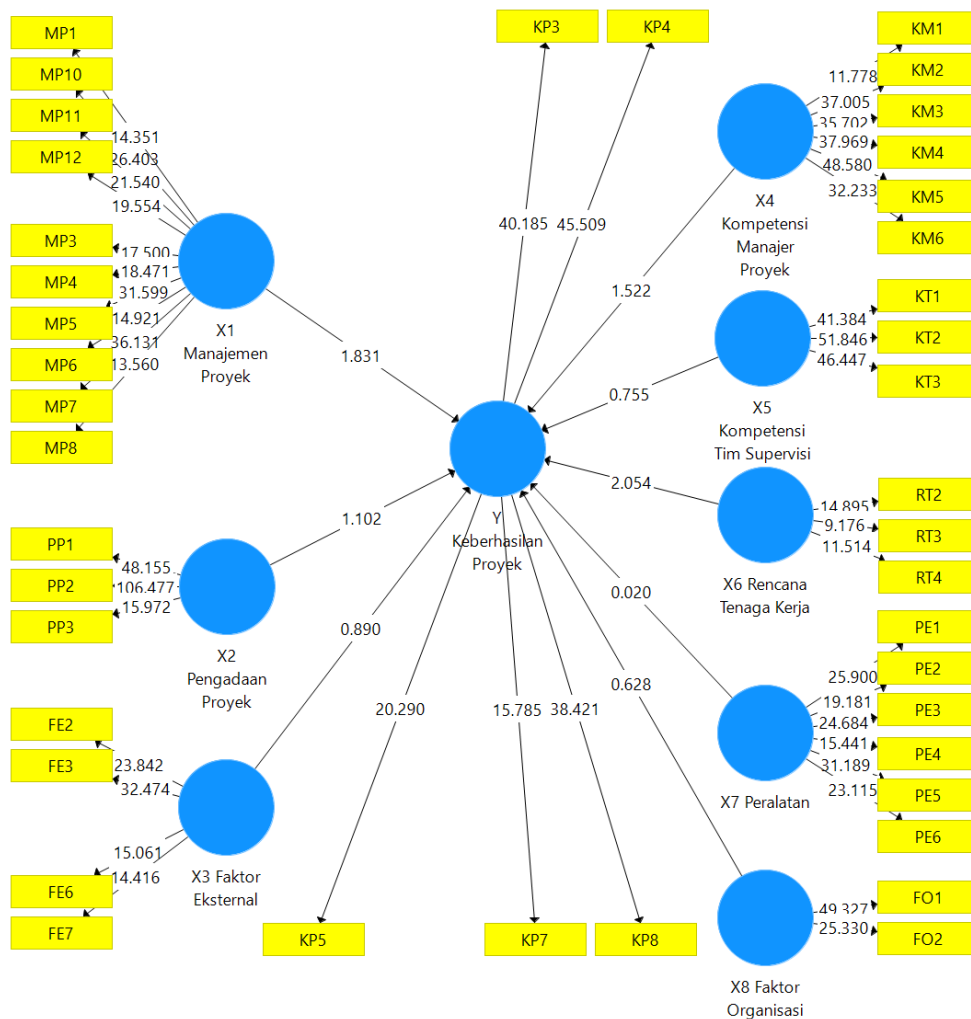 MP1
MP10
MP11
MP12
MP3
MP4
MP5
MP6
MP7
MP8
14.351
26.403
21.540
19.554
17.500
18.471
31.599
14.921
36.131
13.560
X1
Manajemen
Proyek
1.831
PP1
PP2
PP3
48.155
106.477
15.972
X2
Pengadaan
Proyek
1.102
FE2
FE3
FE6
FE7
23.842
32.474
15.061
14.416
X3 Faktor
Eksternal
0.890
KP3
KP4
40.185
45.509
Y
Keberhasilan
Proyek
20.290
15.785
38.421
KP5
KP7
KP8
KM1
KM2
KM3
KM4
KM5
KM6
11.778
37.005
35.702
37.969
48.580
32.233
X4
Kompetensi
Manajer
Proyek
1.522
KT1
KT2
KT3
41.384
51.846
46.447
X5
Kompetensi
Tim Supervisi
0.755
RT2
RT3
RT4
14.895
9.176
11.514
X6 Rencana
Tenaga Kerja
2.054
PE1
PE2
PE3
PE4
PE5
PE6
25.900
19.181
24.684
15.441
31.189
23.115
X7 Peralatan
0.020
FO1
FO2
49.327
25.330
X8 Faktor
Organisasi
0.628